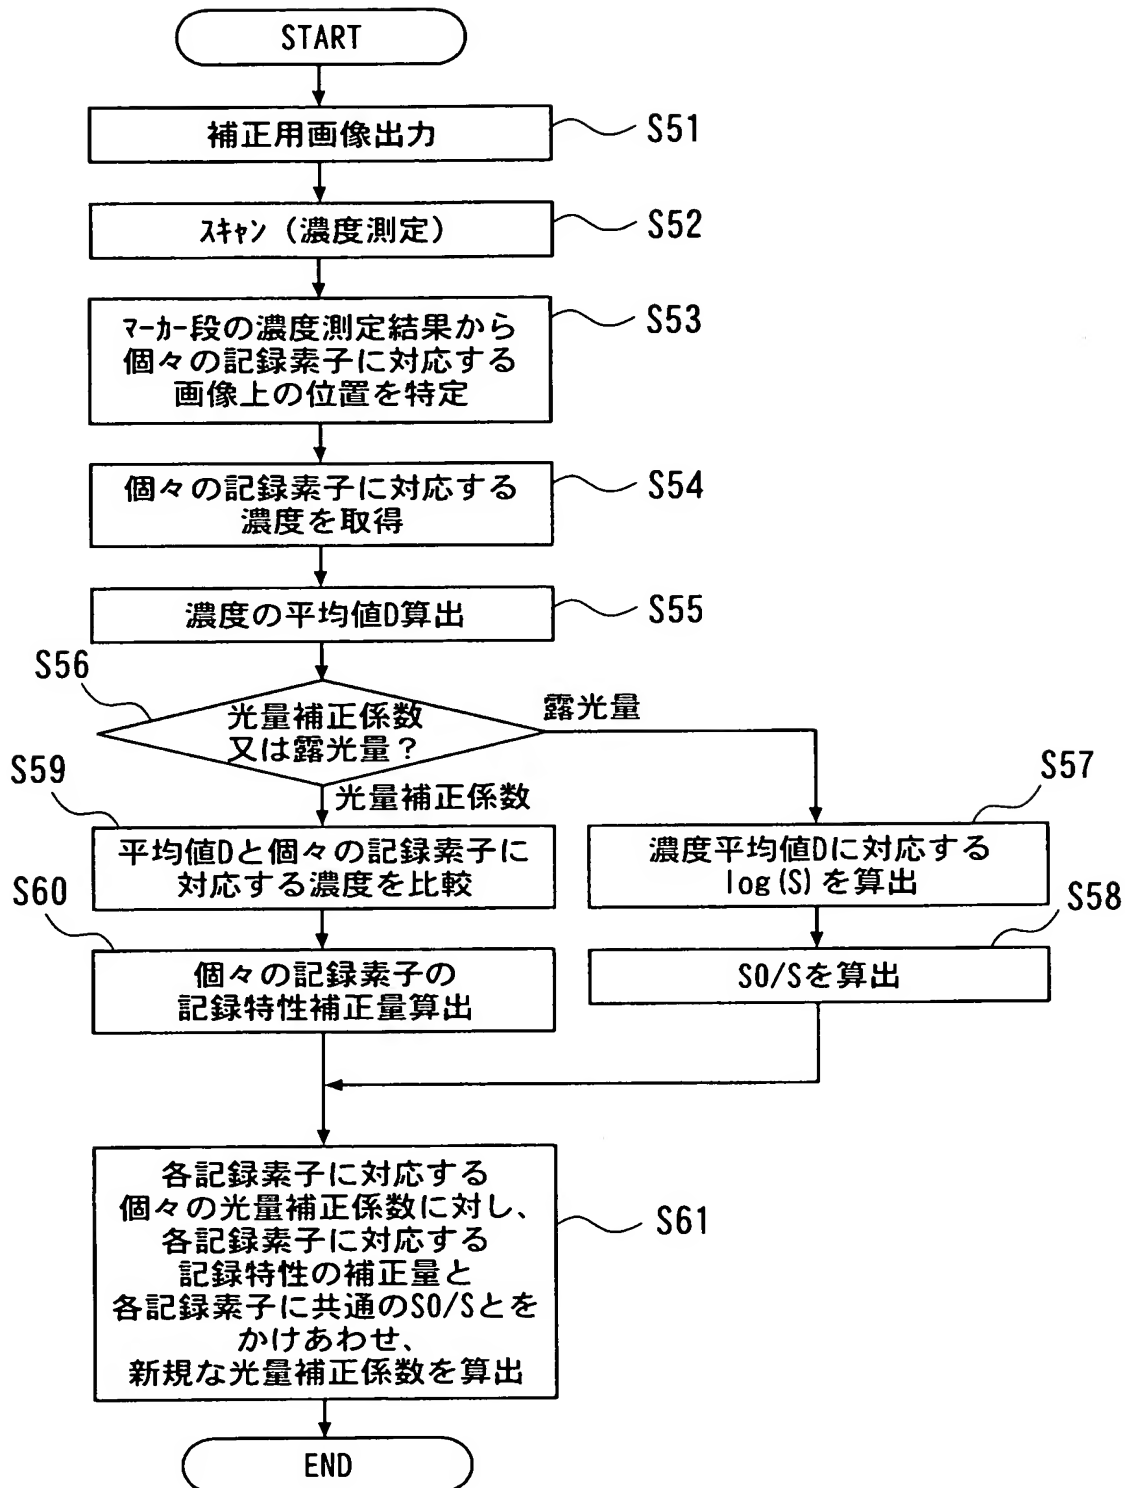 START
補正用画像出力
S51
スキャン（濃度測定）
S52
マーカー段の濃度測定結果から
個々の記録素子に対応する
画像上の位置を特定
S53
個々の記録素子に対応する
濃度を取得
S54
濃度の平均値D算出
S55
S56
光量補正係数
又は露光量？
露光量
光量補正係数
S59
平均値Dと個々の記録素子に
対応する濃度を比較
S57
濃度平均値Dに対応する
log(S)を算出
S60
個々の記録素子の
記録特性補正量算出
S58
S0/Sを算出
各記録素子に対応する
個々の光量補正係数に対し、
各記録素子に対応する
記録特性の補正量と
各記録素子に共通のS0/Sとを
かけあわせ、
新規な光量補正係数を算出
S61
END